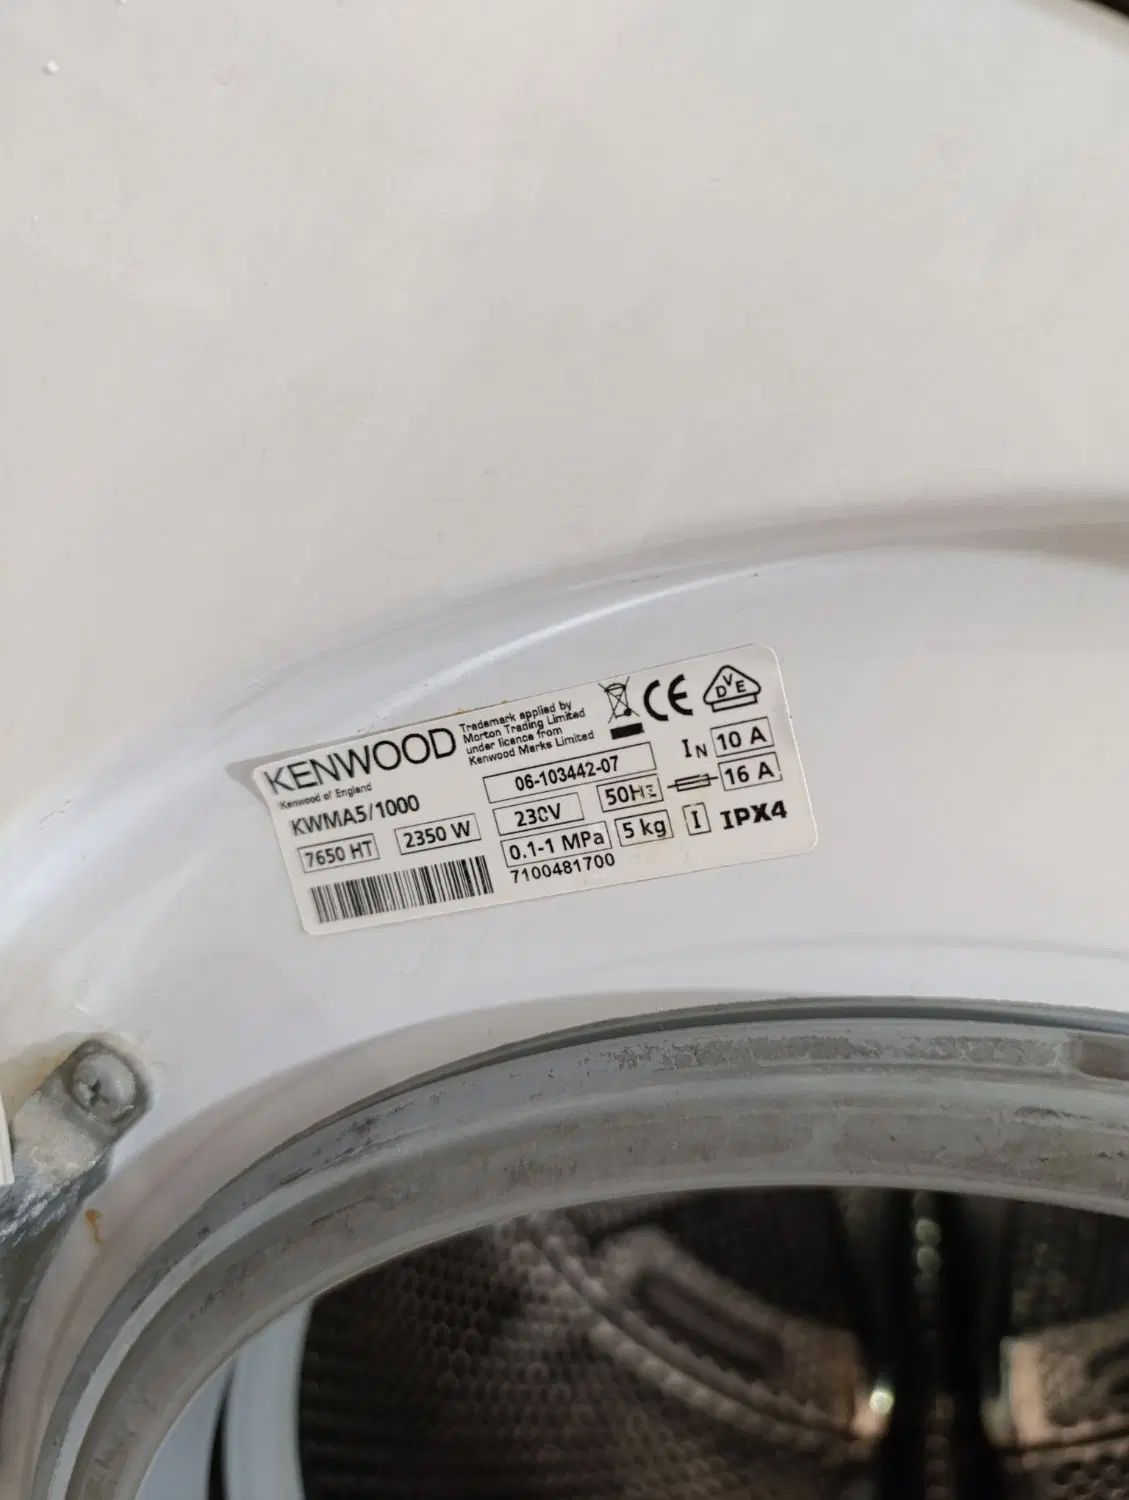 KENWOOD
Kenwood of England
Trademark applied by
Morton Trading Limited
under licence from
Kenwood Marks Limited
CE
DVE
KWMA5/1000
06-103442-07
IN 10 A
7650 HT 2350 W
230V 50Hz 16 A
0.1-1 MPa 5 kg I IPX4
7100481700